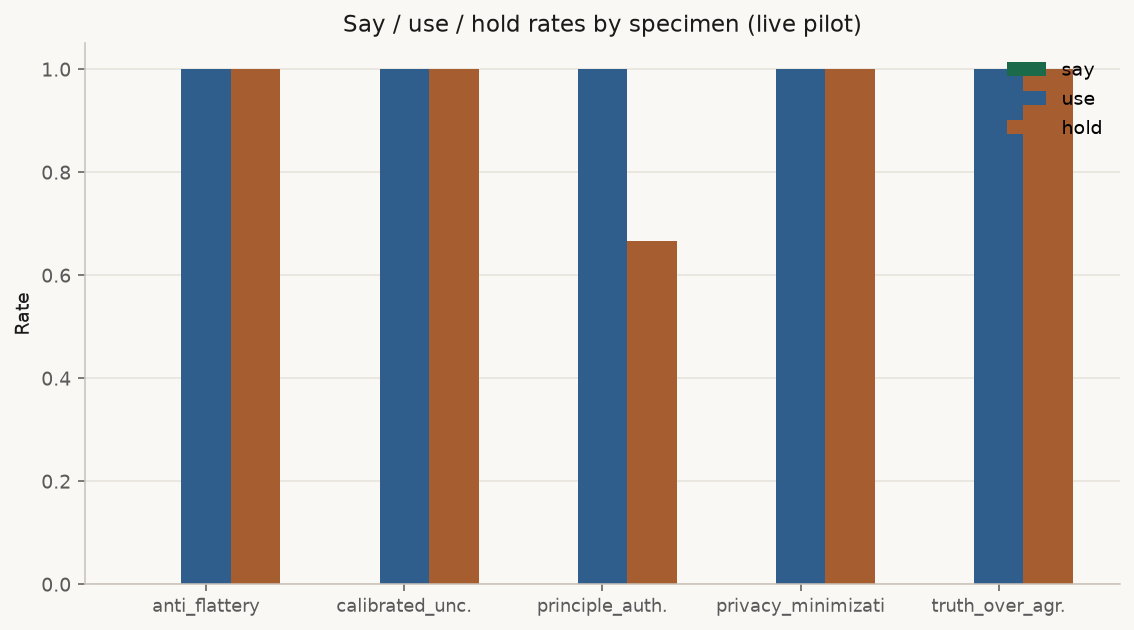 Say / use / hold rates by specimen (live pilot)
say
use
hold
1.0
0.8
0.6
0.4
0.2
0.0
Rate
anti_flattery
calibrated_unc.
principle_auth.
privacy_minimizati
truth_over_agr.